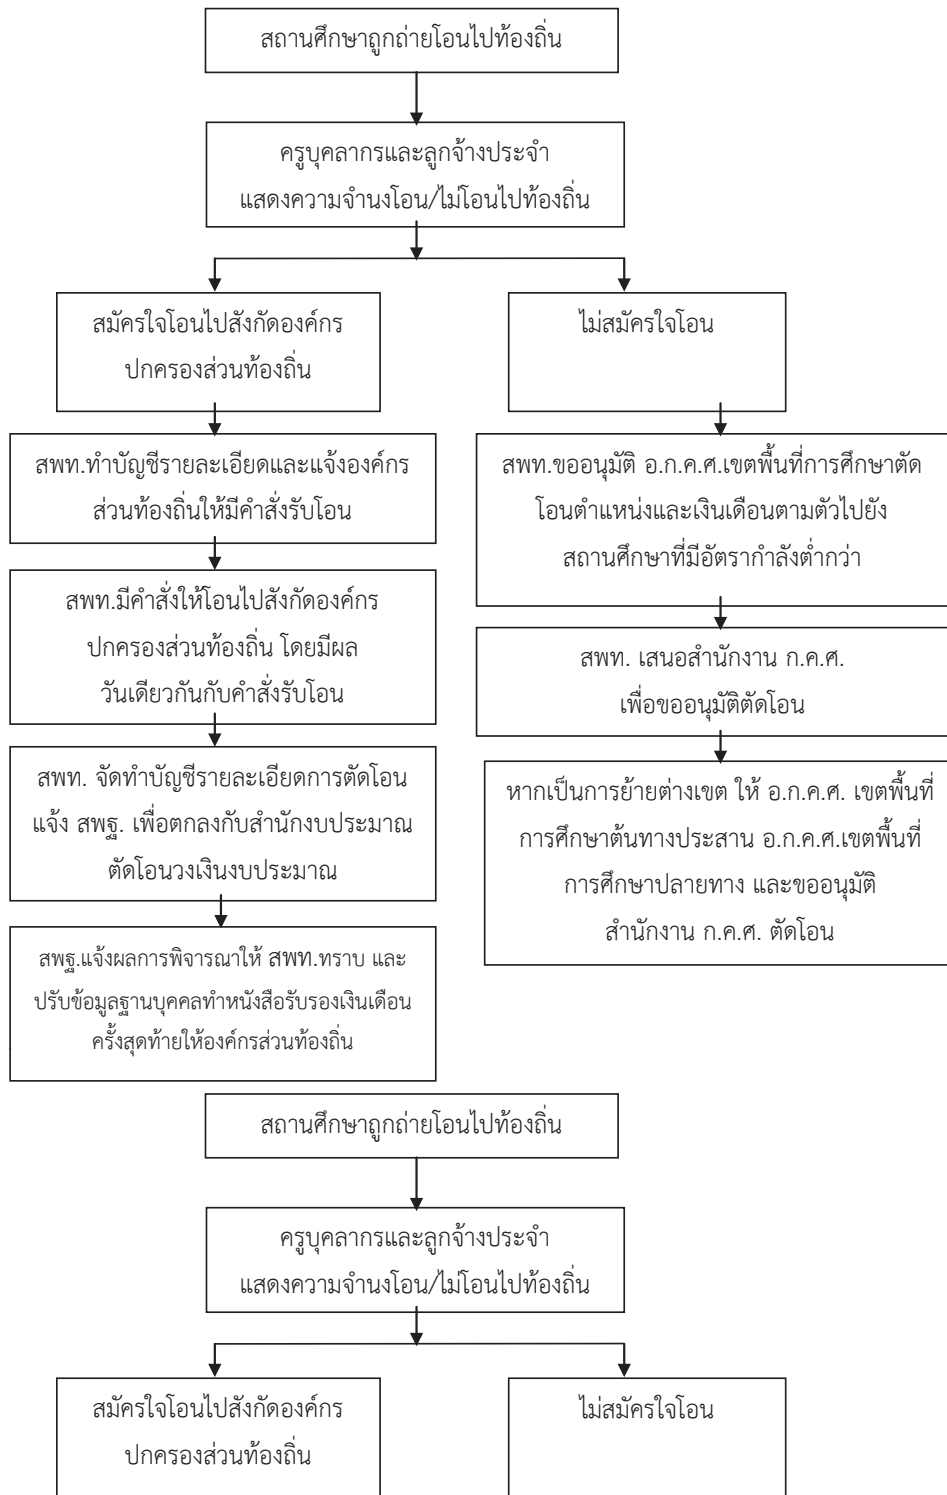 สถานศึกษาถูกถ่ายโอนไปท้องถิ่น
ครูบุคลากรและลูกจ้างประจำ
แสดงความจำนงโอน/ไม่โอนไปท้องถิ่น
สมัครใจโอนไปสังกัดองค์กร
ปกครองส่วนท้องถิ่น
ไม่สมัครใจโอน
สพท.ทำบัญชีรายละเอียดและแจ้งองค์กร
ส่วนท้องถิ่นให้มีคำสั่งรับโอน
สพท.ขออนุมัติ อ.ก.ค.ศ.เขตพื้นที่การศึกษาตัด
โอนตำแหน่งและเงินเดือนตามตัวไปยัง
สถานศึกษาที่มีอัตรากำลังต่ำกว่า
สพท.มีคำสั่งให้โอนไปสังกัดองค์กร
ปกครองส่วนท้องถิ่น โดยมีผล
วันเดียวกันกับคำสั่งรับโอน
สพท. เสนอสำนักงาน ก.ค.ศ.
เพื่อขออนุมัติตัดโอน
สพท. จัดทำบัญชีรายละเอียดการตัดโอน
แจ้ง สพฐ. เพื่อตกลงกับสำนักงบประมาณ
ตัดโอนวงเงินงบประมาณ
หากเป็นการย้ายต่างเขต ให้ อ.ก.ค.ศ. เขตพื้นที่
การศึกษาต้นทางประสาน อ.ก.ค.ศ.เขตพื้นที่
การศึกษาปลายทาง และขออนุมัติ
สำนักงาน ก.ค.ศ. ตัดโอน
สพฐ.แจ้งผลการพิจารณาให้ สพท.ทราบ และ
ปรับข้อมูลฐานบุคคลทำหนังสือรับรองเงินเดือน
ครั้งสุดท้ายให้องค์กรส่วนท้องถิ่น
สถานศึกษาถูกถ่ายโอนไปท้องถิ่น
ครูบุคลากรและลูกจ้างประจำ
แสดงความจำนงโอน/ไม่โอนไปท้องถิ่น
สมัครใจโอนไปสังกัดองค์กร
ปกครองส่วนท้องถิ่น
ไม่สมัครใจโอน